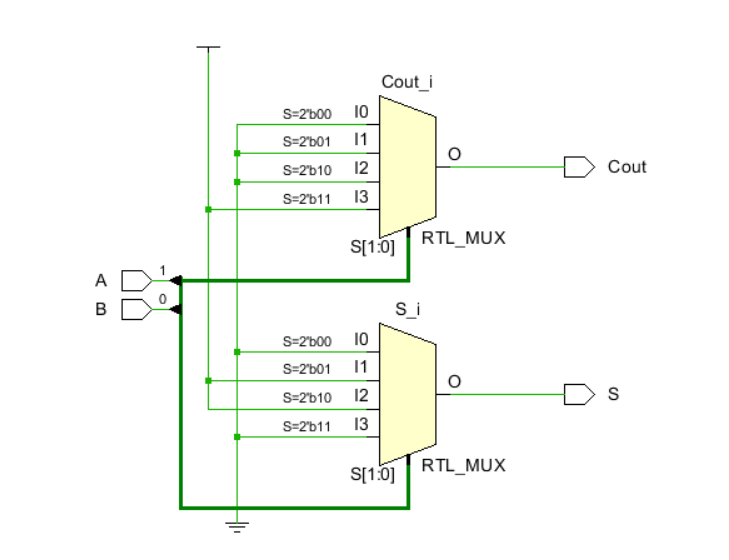 Cout_i
S=2'b00 I0
S=2'b01 I1
S=2'b10 I2
S=2'b11 I3
O
Cout
S[1:0]
RTL_MUX
A
1
B
0
S_i
S=2'b00 I0
S=2'b01 I1
S=2'b10 I2
S=2'b11 I3
O
S
S[1:0]
RTL_MUX